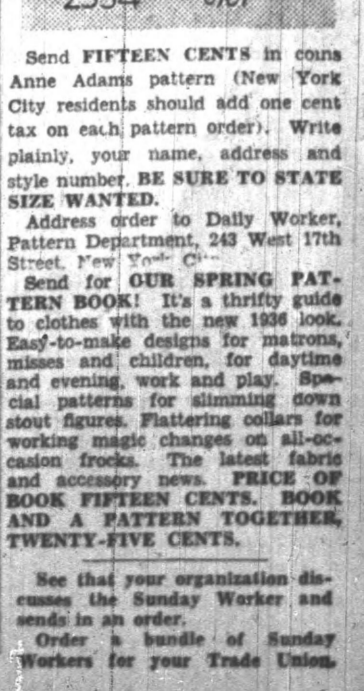 Send FIFTEEN CENTS in coins
Anne Adams pattern (New York
City residents should add one cent
tax on each pattern order). Write
plainly, your name, address and
style number. BE SURE TO STATE
SIZE WANTED.
Address order to Daily Worker,
Pattern Department, 243 West 17th
Street, New York City
Send for OUR SPRING PAT-
TERN BOOK! It's a thrifty guide
to clothes with the new 1936 look.
Easy-to-make designs for matrons,
misses and children, for daytime
and evening, work and play. Spe-
cial patterns for slimming down
stout figures. Flattering collars for
working magic changes on all-oc-
casion frocks. The latest fabric
and accessory news. PRICE OF
BOOK FIFTEEN CENTS. BOOK
AND A PATTERN TOGETHER,
TWENTY-FIVE CENTS.
See that your organization dis-
cusses the Sunday Worker and
sends in an order.
Order a bundle of Sunday
Workers for your Trade Union.